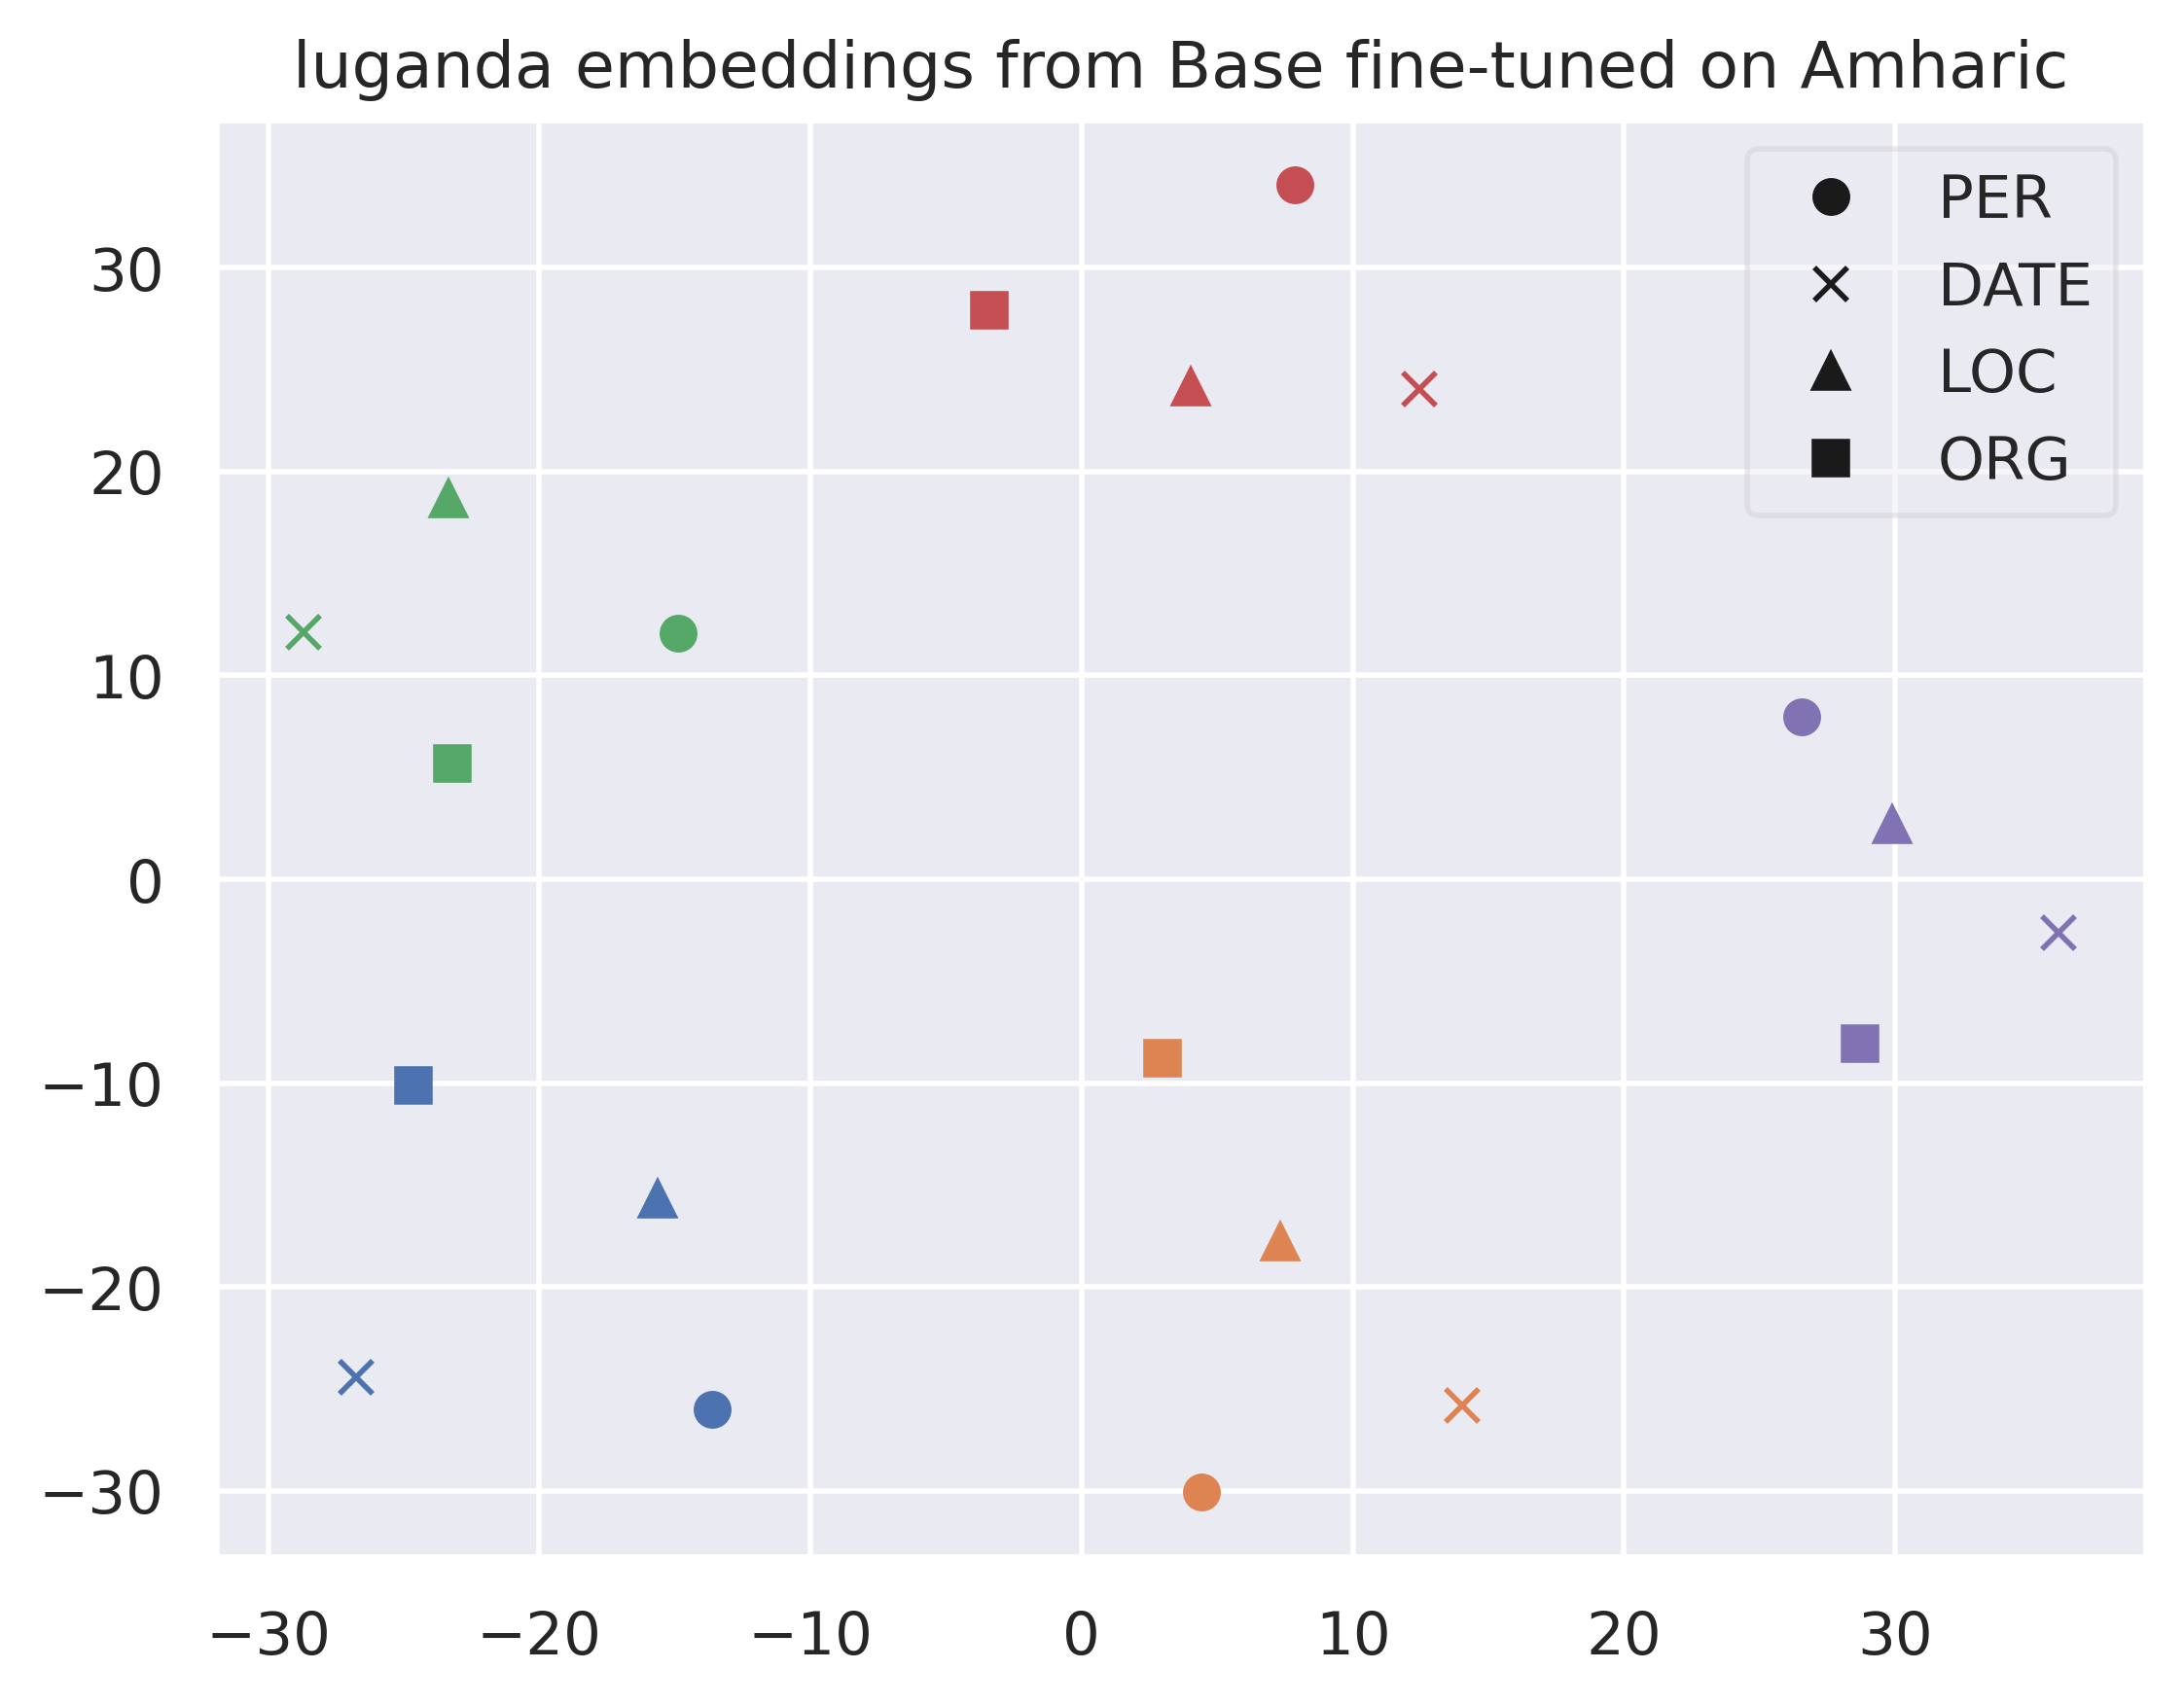 luganda embeddings from Base fine-tuned on Amharic
PER
DATE
LOC
ORG
30
20
10
0
−10
−20
−30
−30 −20 −10 0 10 20 30